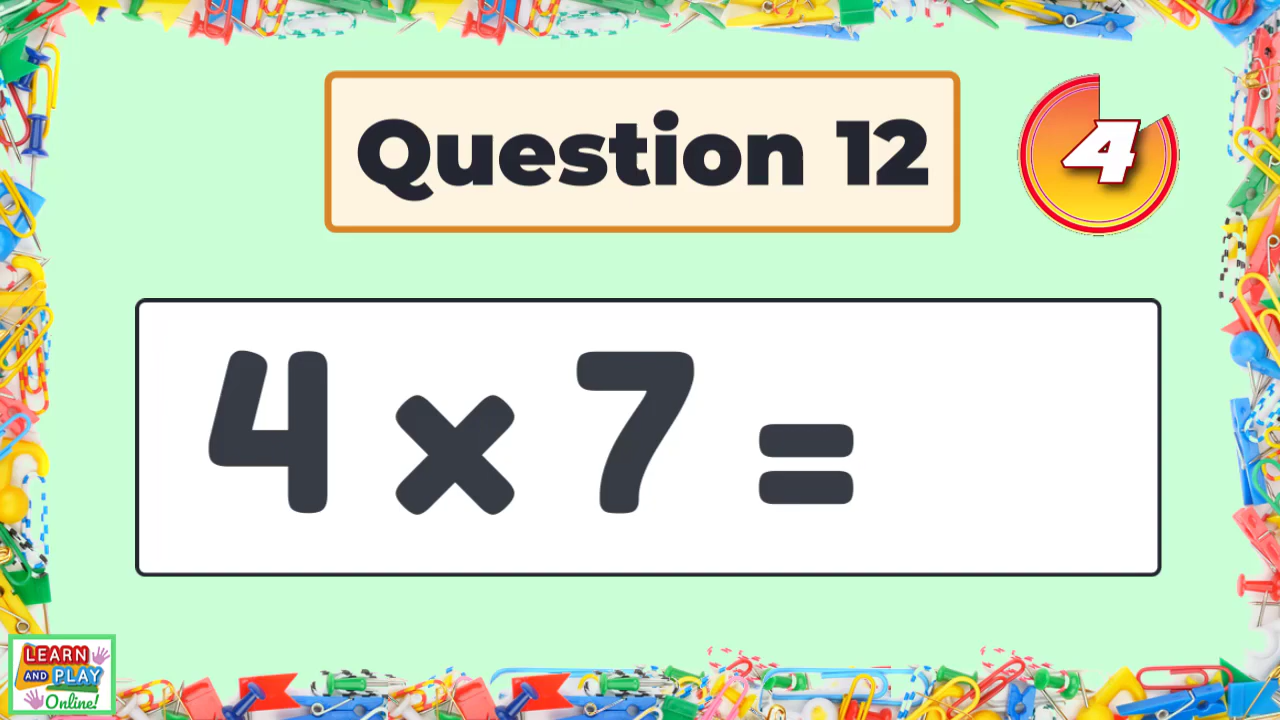 Question 12
4
4 × 7 =
LEARN
AND PLAY
Online!